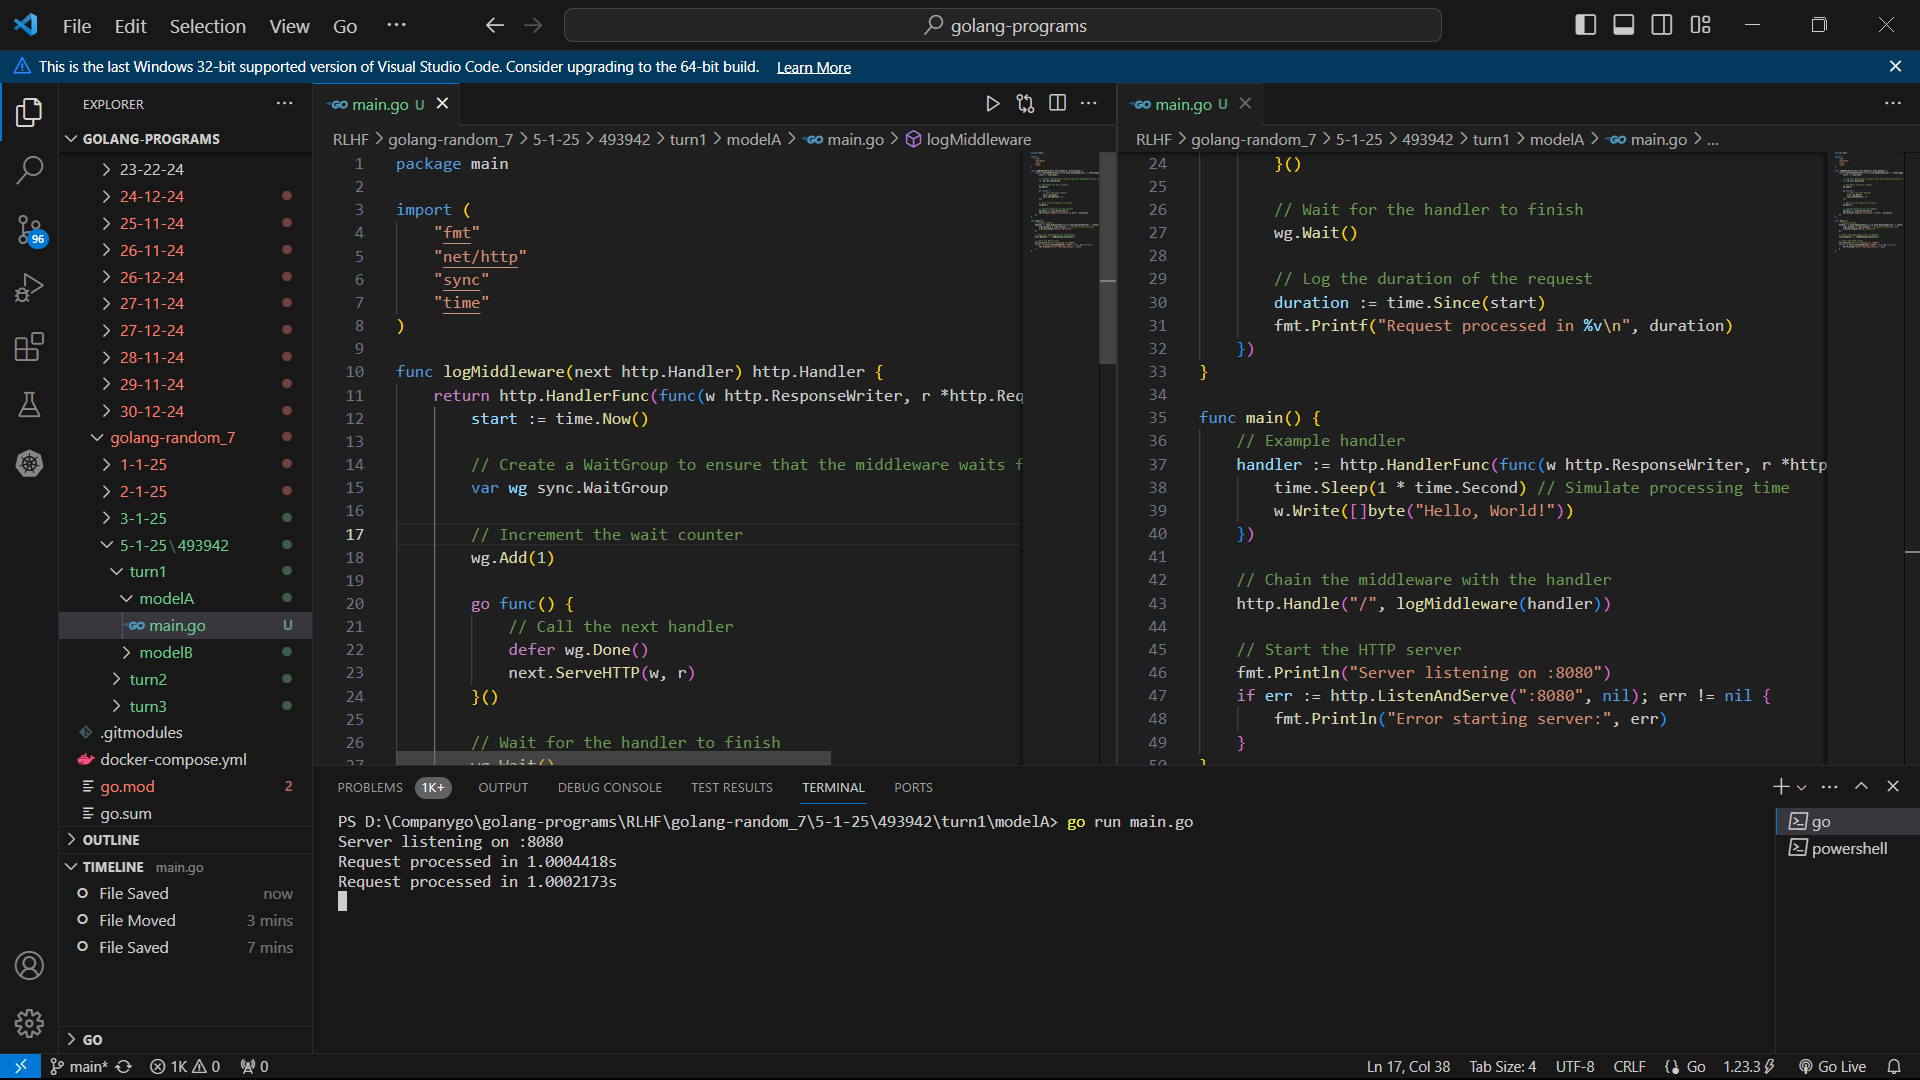 File Edit Selection View Go ··· golang-programs
This is the last Windows 32-bit supported version of Visual Studio Code. Consider upgrading to the 64-bit build. Learn More
EXPLORER ···
GOLANG-PROGRAMS
23-22-24
24-12-24
25-11-24
26-11-24
26-12-24
27-11-24
27-12-24
28-11-24
29-11-24
30-12-24
golang-random_7
1-1-25
2-1-25
3-1-25
5-1-25\493942
turn1
modelA
main.go U
modelB
turn2
turn3
.gitmodules
docker-compose.yml
go.mod 2
go.sum
OUTLINE
TIMELINE main.go
File Saved now
File Moved 3 mins
File Saved 7 mins
GO
96
main.go U
RLHF > golang-random_7 > 5-1-25 > 493942 > turn1 > modelA > main.go > logMiddleware
1 package main
2
3 import (
4 "fmt"
5 "net/http"
6 "sync"
7 "time"
8 )
9
10 func logMiddleware(next http.Handler) http.Handler {
11 return http.HandlerFunc(func(w http.ResponseWriter, r *http.Req
12 start := time.Now()
13
14 // Create a WaitGroup to ensure that the middleware waits f
15 var wg sync.WaitGroup
16
17 // Increment the wait counter
18 wg.Add(1)
19
20 go func() {
21 // Call the next handler
22 defer wg.Done()
23 next.ServeHTTP(w, r)
24 }()
25
26 // Wait for the handler to finish
27 wg.Wait()
main.go U
RLHF > golang-random_7 > 5-1-25 > 493942 > turn1 > modelA > main.go > ...
24 }()
25
26 // Wait for the handler to finish
27 wg.Wait()
28
29 // Log the duration of the request
30 duration := time.Since(start)
31 fmt.Printf("Request processed in %v\n", duration)
32 })
33 }
34
35 func main() {
36 // Example handler
37 handler := http.HandlerFunc(func(w http.ResponseWriter, r *http
38 time.Sleep(1 * time.Second) // Simulate processing time
39 w.Write([]byte("Hello, World!"))
40 })
41
42 // Chain the middleware with the handler
43 http.Handle("/", logMiddleware(handler))
44
45 // Start the HTTP server
46 fmt.Println("Server listening on :8080")
47 if err := http.ListenAndServe(":8080", nil); err != nil {
48 fmt.Println("Error starting server:", err)
49 }
50 }
PROBLEMS 1K+ OUTPUT DEBUG CONSOLE TEST RESULTS TERMINAL PORTS
PS D:\Companygo\golang-programs\RLHF\golang-random_7\5-1-25\493942\turn1\modelA> go run main.go
Server listening on :8080
Request processed in 1.0004418s
Request processed in 1.0002173s
go
powershell
main* 1K 0 0 Ln 17, Col 38 Tab Size: 4 UTF-8 CRLF Go 1.23.3 Go Live